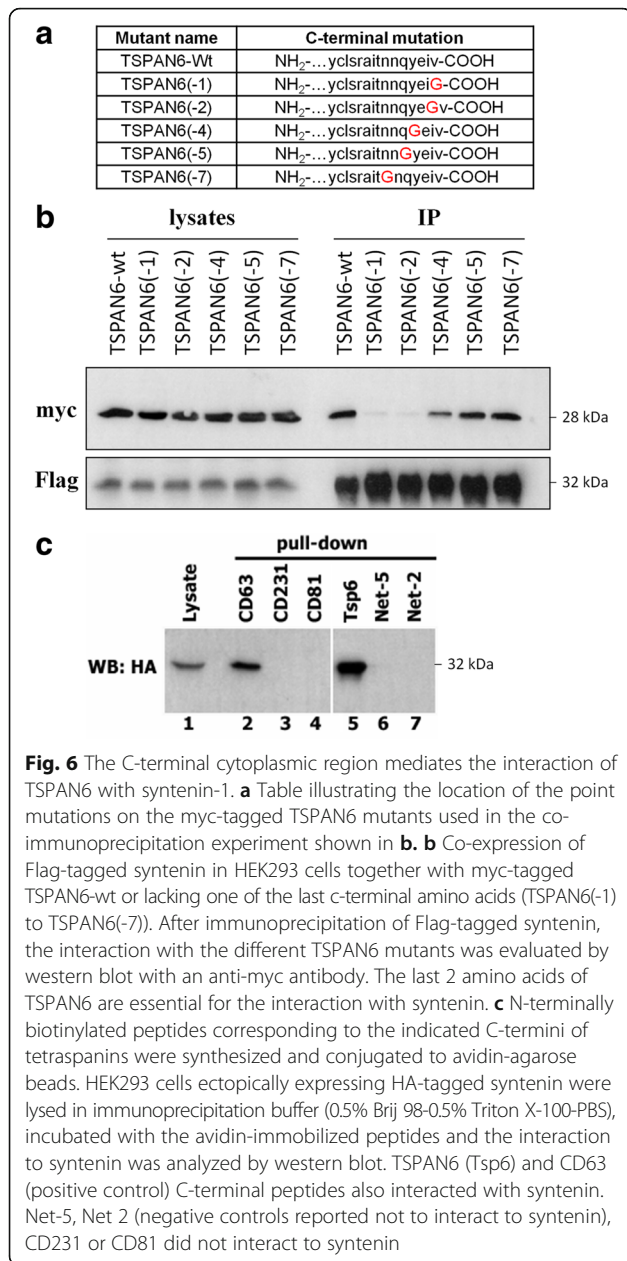 a
Mutant name C-terminal mutation
TSPAN6-Wt NH2-...yclsraitnnqyeiv-COOH
TSPAN6(-1) NH2-...yclsraitnnqyeiG-COOH
TSPAN6(-2) NH2-...yclsraitnnqyeGv-COOH
TSPAN6(-4) NH2-...yclsraitnnqGeiv-COOH
TSPAN6(-5) NH2-...yclsraitnnGyeiv-COOH
TSPAN6(-7) NH2-...yclsraitGnqyeiv-COOH
b
lysates IP
TSPAN6-wt TSPAN6(-1) TSPAN6(-2) TSPAN6(-4) TSPAN6(-5) TSPAN6(-7) TSPAN6-wt TSPAN6(-1) TSPAN6(-2) TSPAN6(-4) TSPAN6(-5) TSPAN6(-7)
myc 28 kDa
Flag 32 kDa
c
pull-down
Lysate CD63 CD231 CD81 Tsp6 Net-5 Net-2
WB: HA 32 kDa
1 2 3 4 5 6 7
Fig. 6 The C-terminal cytoplasmic region mediates the interaction of
TSPAN6 with syntenin-1. a Table illustrating the location of the point
mutations on the myc-tagged TSPAN6 mutants used in the co-
immunoprecipitation experiment shown in b. b Co-expression of
Flag-tagged syntenin in HEK293 cells together with myc-tagged
TSPAN6-wt or lacking one of the last c-terminal amino acids (TSPAN6(-1)
to TSPAN6(-7)). After immunoprecipitation of Flag-tagged syntenin,
the interaction with the different TSPAN6 mutants was evaluated by
western blot with an anti-myc antibody. The last 2 amino acids of
TSPAN6 are essential for the interaction with syntenin. c N-terminally
biotinylated peptides corresponding to the indicated C-termini of
tetraspanins were synthesized and conjugated to avidin-agarose
beads. HEK293 cells ectopically expressing HA-tagged syntenin were
lysed in immunoprecipitation buffer (0.5% Brij 98-0.5% Triton X-100-PBS),
incubated with the avidin-immobilized peptides and the interaction
to syntenin was analyzed by western blot. TSPAN6 (Tsp6) and CD63
(positive control) C-terminal peptides also interacted with syntenin.
Net-5, Net 2 (negative controls reported not to interact to syntenin),
CD231 or CD81 did not interact to syntenin